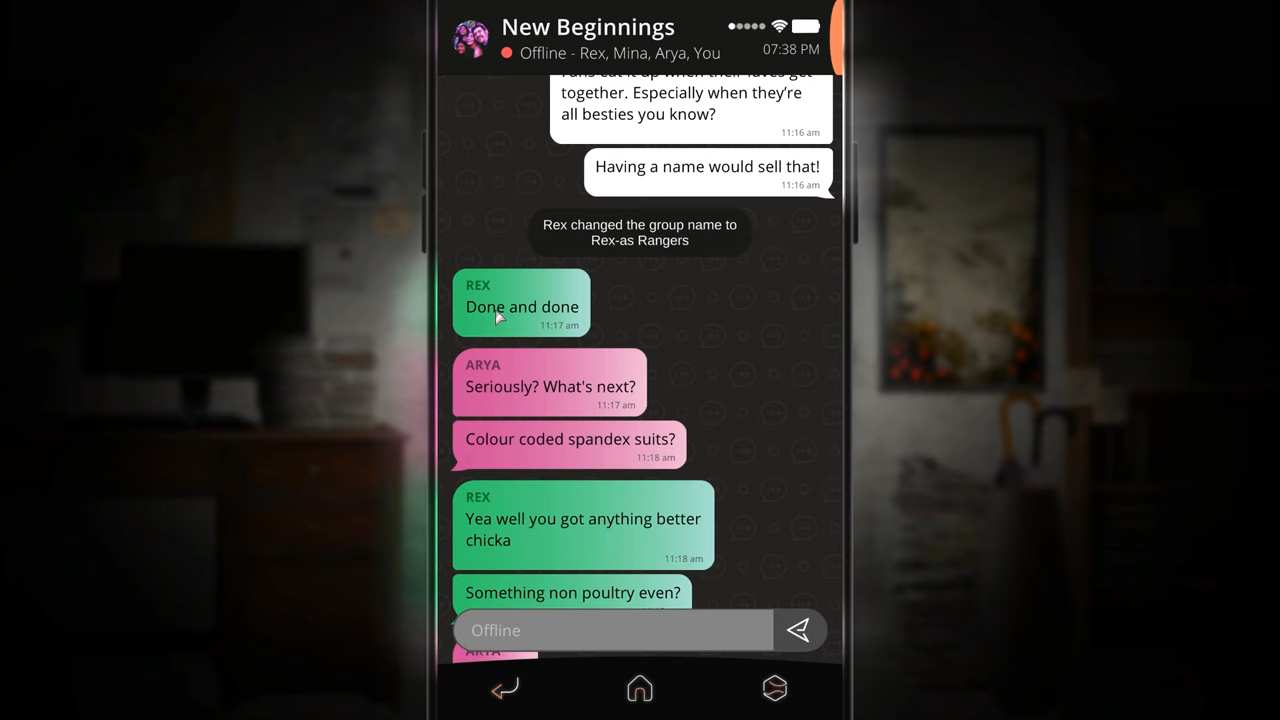 New Beginnings
Offline - Rex, Mina, Arya, You
07:38 PM
together. Especially when they're
all besties you know?
11:16 am
Having a name would sell that!
11:16 am
Rex changed the group name to
Rex-as Rangers
REX
Done and done
11:17 am
ARYA
Seriously? What's next?
11:17 am
Colour coded spandex suits?
11:18 am
REX
Yea well you got anything better
chicka
11:18 am
Something non poultry even?
Offline
ARYA